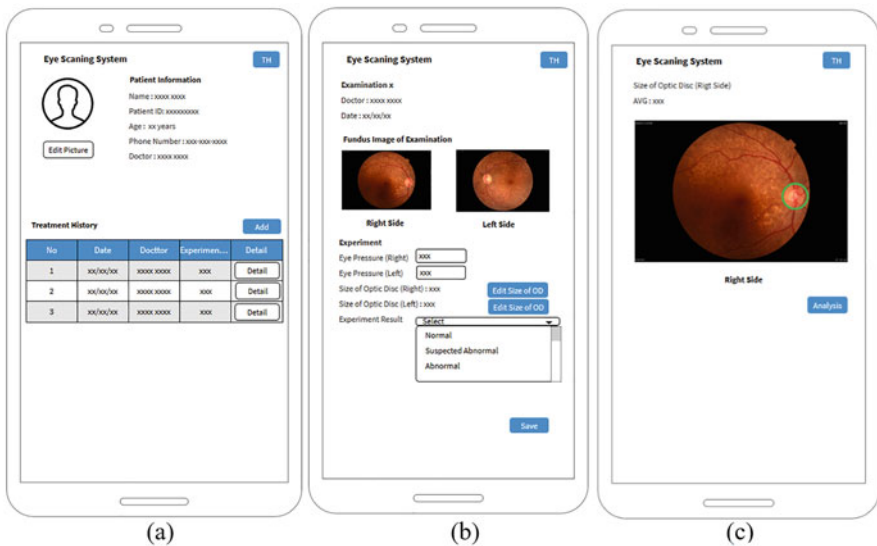 Eye Scaning System
TH
Patient Information
Name : xxxx xxxx
Patient ID: xxxxxxxxx
Age : xx years
Phone Number : xxx-xxx-xxxx
Doctor : xxxx xxxx
Edit Picture
Treatment History
Add
No Date Docttor Experimen... Detail
1 xx/xx/xx xxxx xxxx xxx Detail
2 xx/xx/xx xxxx xxxx xxx Detail
3 xx/xx/xx xxxx xxxx xxx Detail
(a)
Eye Scaning System
TH
Examination x
Doctor : xxxx xxxx
Date : xx/xx/xx
Fundus Image of Examination
Right Side Left Side
Experiment
Eye Pressure (Right) xxx
Eye Pressure (Left) xxx
Size of Optic Disc (Right) : xxx Edit Size of OD
Size of Optic Disc (Left) : xxx Edit Size of OD
Experiment Result Select
Normal
Suspected Abnormal
Abnormal
Save
(b)
Eye Scaning System
TH
Size of Optic Disc (Rigt Side)
AVG : xxx
Right Side
Analysis
(c)